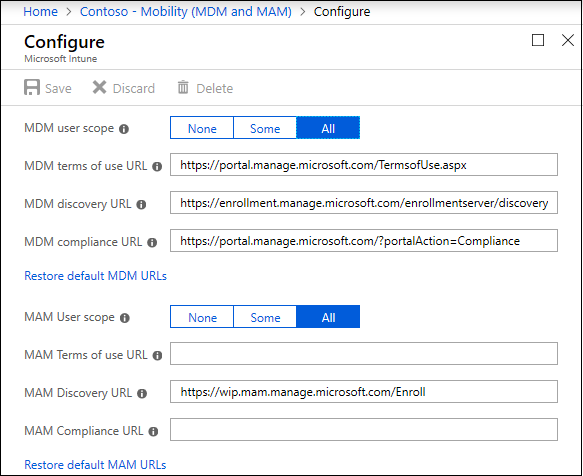 Home > Contoso - Mobility (MDM and MAM) > Configure
Configure
Microsoft Intune
Save Discard Delete
MDM user scope None Some All
MDM terms of use URL https://portal.manage.microsoft.com/TermsofUse.aspx
MDM discovery URL https://enrollment.manage.microsoft.com/enrollmentserver/discovery
MDM compliance URL https://portal.manage.microsoft.com/?portalAction=Compliance
Restore default MDM URLs
MAM User scope None Some All
MAM Terms of use URL
MAM Discovery URL https://wip.mam.manage.microsoft.com/Enroll
MAM Compliance URL
Restore default MAM URLs